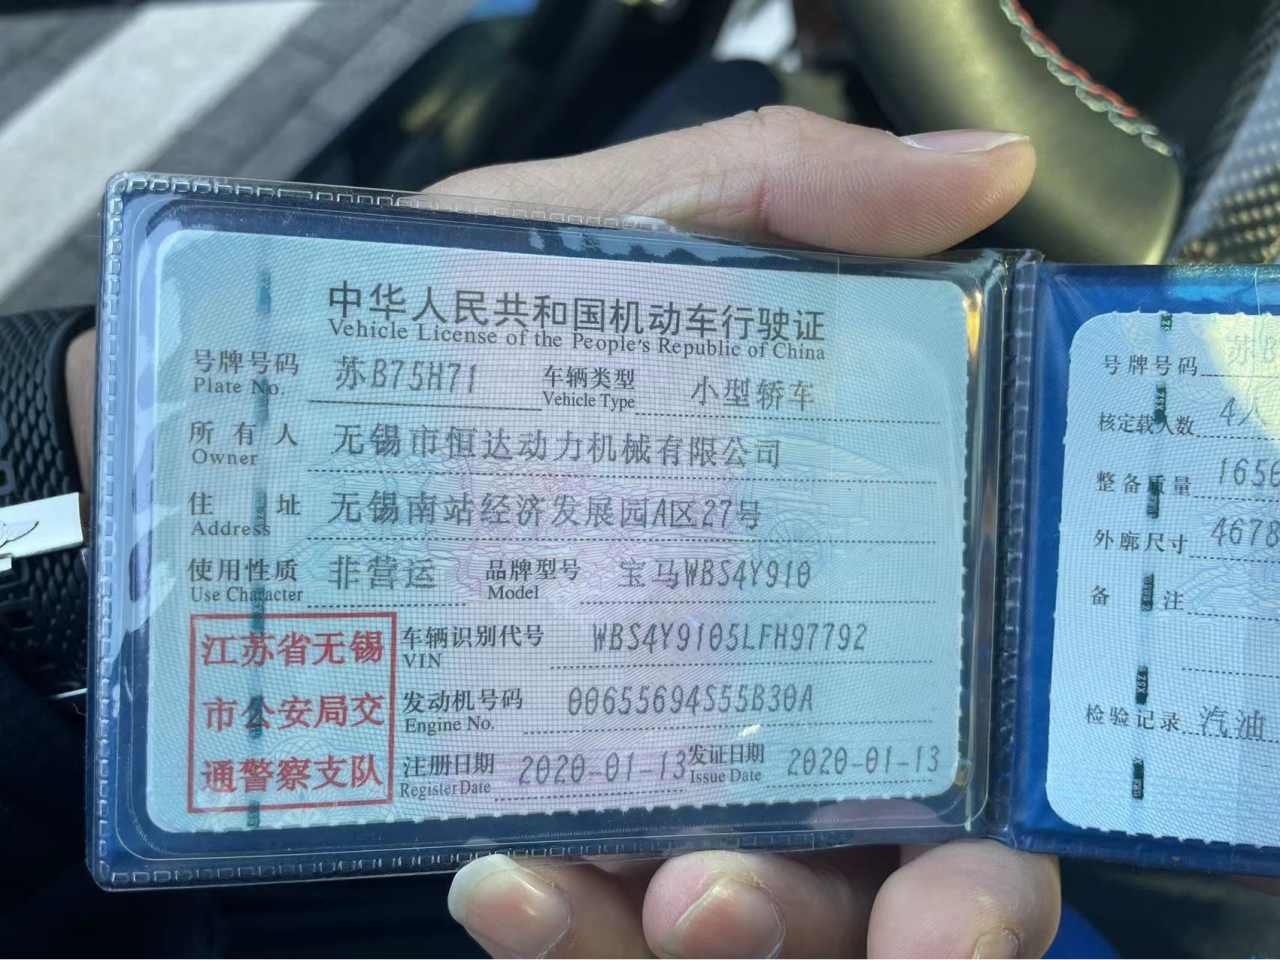 中华人民共和国机动车行驶证
Vehicle License of the People's Republic of China
号牌号码 苏B75H71 车辆类型 小型轿车
Plate No. Vehicle Type
所有人 无锡市恒达动力机械有限公司
Owner
住址 无锡南站经济发展园A区27号
Address
使用性质 非营运 品牌型号 宝马WBS4Y910
Use Character Model
江苏省无锡
市公安局交
通警察支队
车辆识别代号 WBS4Y9105LFH97792
VIN
发动机号码 00655694S55B30A
Engine No.
注册日期 2020-01-13 发证日期 2020-01-13
Register Date Issue Date
号牌号码
核定载人数 4人
整备质量 1656
外廓尺寸 4678
备注
检验记录 汽油